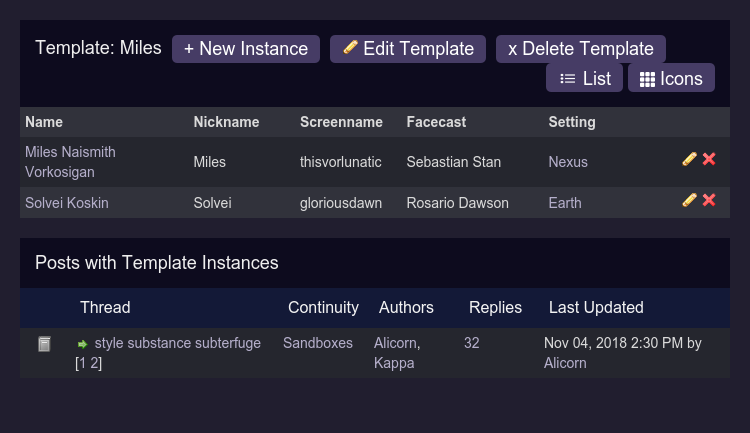 Template: Miles + New Instance Edit Template x Delete Template
List Icons
Name Nickname Screenname Facecast Setting
Miles Naismith
Vorkosigan Miles thisvorlunatic Sebastian Stan Nexus
Solvei Koskin Solvei gloriousdawn Rosario Dawson Earth
Posts with Template Instances
Thread Continuity Authors Replies Last Updated
style substance subterfuge Sandboxes Alicorn, 32 Nov 04, 2018 2:30 PM by
[1 2] Kappa Alicorn